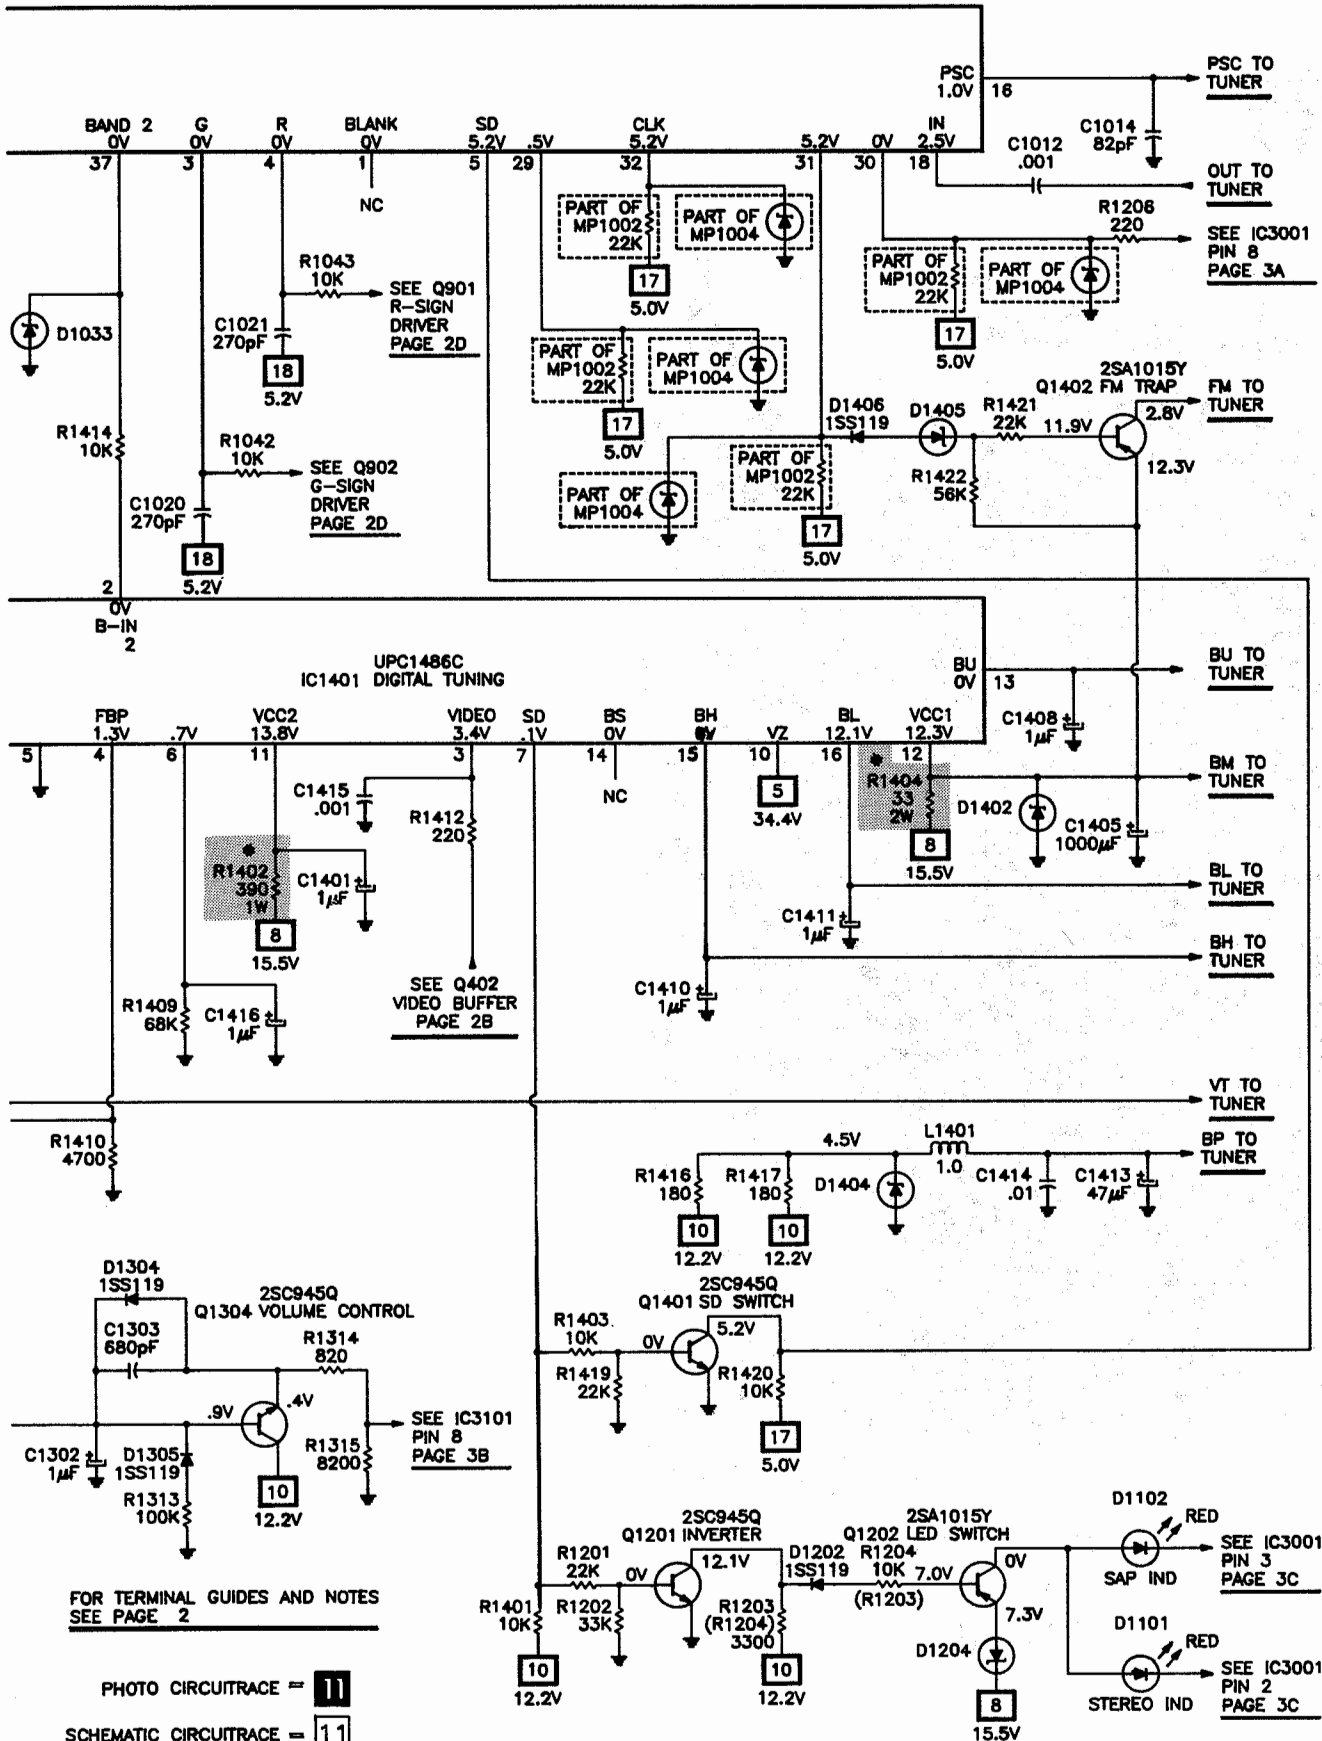 PSC
1.0V
16
PSC TO
TUNER
BAND 2
0V
37
G
0V
3
R
0V
4
BLANK
0V
1
NC
SD
5.2V
5
.5V
29
CLK
5.2V
32
5.2V
31
0V
30
IN
2.5V
18
C1012
.001
C1014
82pF
OUT TO
TUNER
R1206
220
SEE IC3001
PIN 8
PAGE 3A
PART OF
MP1002
22K
17
5.0V
PART OF
MP1004
PART OF
MP1002
22K
17
5.0V
PART OF
MP1004
D1033
R1043
10K
SEE Q901
R-SIGN
DRIVER
PAGE 2D
C1021
270pF
18
5.2V
PART OF
MP1002
22K
17
5.0V
PART OF
MP1004
2SA1015Y
Q1402 FM TRAP
2.8V
FM TO
TUNER
D1406
1SS119
D1405
R1421
22K
11.9V
12.3V
R1414
10K
R1042
10K
SEE Q902
G-SIGN
DRIVER
PAGE 2D
C1020
270pF
18
5.2V
PART OF
MP1004
PART OF
MP1002
22K
17
5.0V
R1422
56K
2
0V
B-IN
2
UPC1486C
IC1401 DIGITAL TUNING
BU
0V
13
BU TO
TUNER
C1408
1µF
5
FBP
1.3V
4
.7V
6
VCC2
13.8V
11
VIDEO
3.4V
3
SD
.1V
7
BS
0V
14
NC
BH
0V
15
VZ
10
5
34.4V
BL
12.1V
16
VCC1
12.3V
12
R1404
33
2W
8
15.5V
D1402
C1405
1000µF
BM TO
TUNER
C1415
.001
R1412
220
R1402
390
1W
8
15.5V
C1401
1µF
BL TO
TUNER
C1411
1µF
BH TO
TUNER
C1410
1µF
SEE Q402
VIDEO BUFFER
PAGE 2B
R1409
68K
C1416
1µF
VT TO
TUNER
R1410
4700
4.5V
L1401
1.0
BP TO
TUNER
R1416
180
10
12.2V
R1417
180
10
12.2V
D1404
C1414
.01
C1413
47µF
D1304
1SS119
2SC945Q
Q1304 VOLUME CONTROL
C1303
680pF
R1314
820
.9V
.4V
SEE IC3101
PIN 8
PAGE 3B
C1302
1µF
D1305
1SS119
R1313
100K
10
12.2V
R1315
8200
2SC945Q
Q1401 SD SWITCH
R1403
10K
0V
5.2V
R1419
22K
R1420
10K
17
5.0V
2SC945Q
Q1201 INVERTER
R1201
22K
0V
12.1V
R1401
10K
10
12.2V
R1202
33K
R1203
(R1204)
3300
10
12.2V
D1202
1SS119
R1204
10K
(R1203)
2SA1015Y
Q1202 LED SWITCH
7.0V
0V
7.3V
D1204
8
15.5V
D1102
RED
SAP IND
SEE IC3001
PIN 3
PAGE 3C
D1101
RED
STEREO IND
SEE IC3001
PIN 2
PAGE 3C
FOR TERMINAL GUIDES AND NOTES
SEE PAGE 2
PHOTO CIRCUITRACE = 11
SCHEMATIC CIRCUITRACE = 11